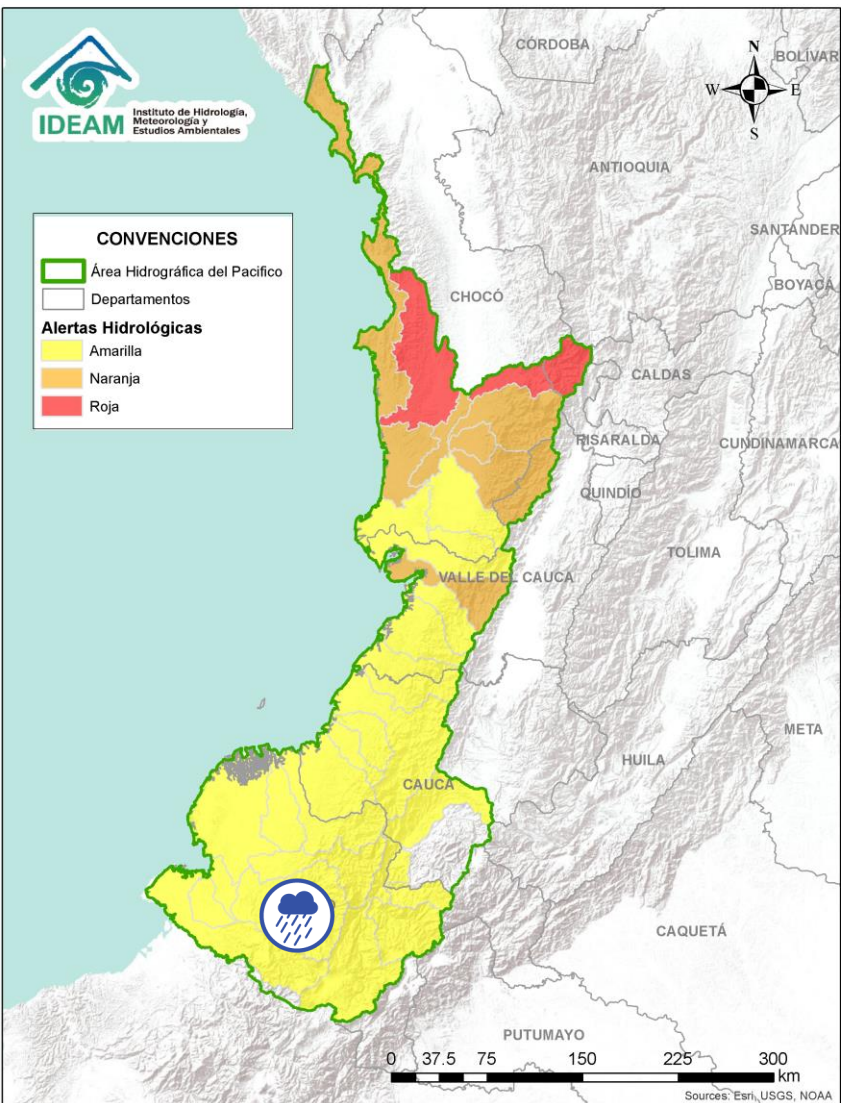 IDEAM
Instituto de Hidrología,
Meteorología y
Estudios Ambientales
CONVENCIONES
Área Hidrográfica del Pacifico
Departamentos
Alertas Hidrológicas
Amarilla
Naranja
Roja
N
W E
S
CÓRDOBA
BOLÍVAR
ANTIOQUIA
SANTANDER
BOYACÁ
CHOCÓ
CALDAS
RISARALDA
CUNDINAMARCA
QUINDÍO
TOLIMA
VALLE DEL CAUCA
META
HUILA
CAUCA
CAQUETÁ
PUTUMAYO
0 37.5 75 150 225 300
km
Sources: Esri, USGS, NOAA